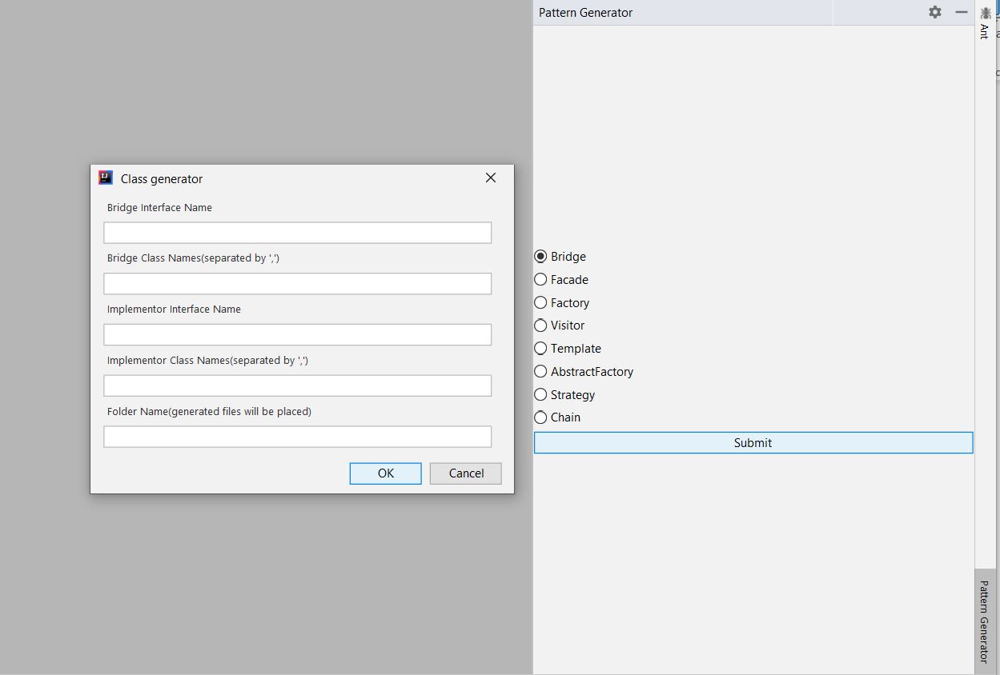 Pattern Generator
Ant
Class generator
Bridge Interface Name
Bridge Class Names(separated by ',')
Implementor Interface Name
Implementor Class Names(separated by ',')
Folder Name(generated files will be placed)
OK
Cancel
Bridge
Facade
Factory
Visitor
Template
AbstractFactory
Strategy
Chain
Submit
Pattern Generator